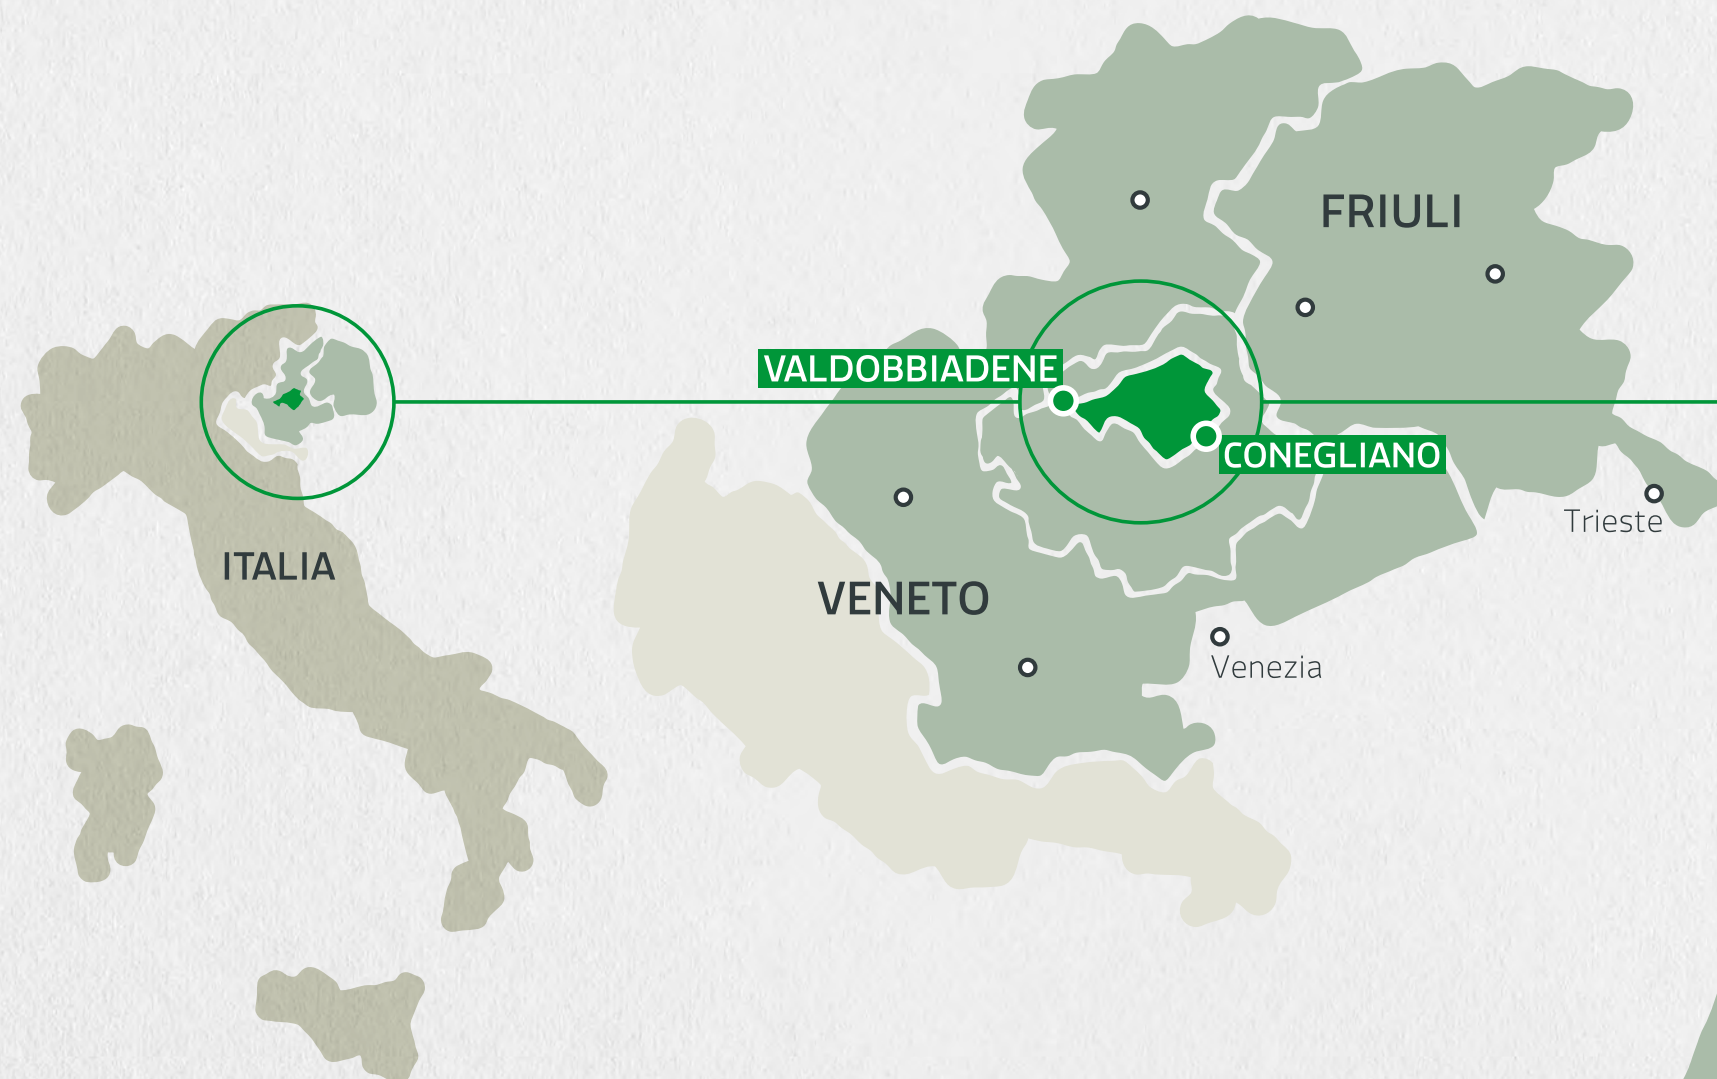 FRIULI
VALDOBBIADENE
CONEGLIANO
Trieste
ITALIA
VENETO
Venezia